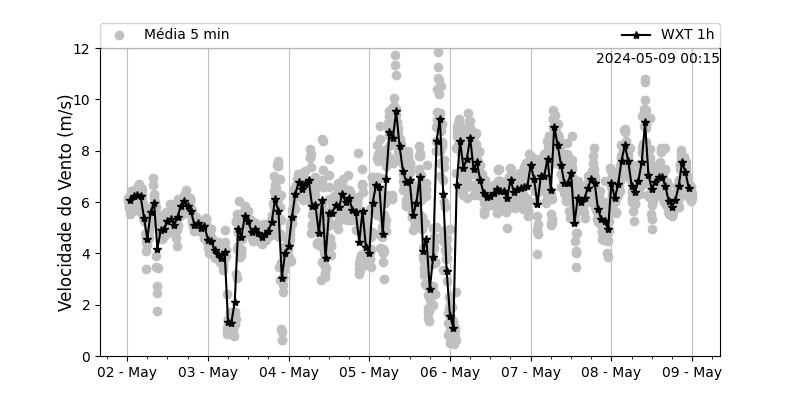 Média 5 min
WXT 1h
2024-05-09 00:15
Velocidade do Vento (m/s)
12
10
8
6
4
2
0
02 - May
03 - May
04 - May
05 - May
06 - May
07 - May
08 - May
09 - May